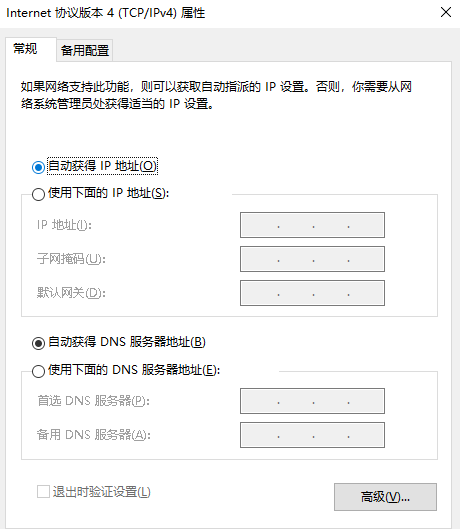 Internet 协议版本 4 (TCP/IPv4) 属性
常规
备用配置
如果网络支持此功能，则可以获取自动指派的 IP 设置。否则，你需要从网
络系统管理员处获得适当的 IP 设置。
自动获得 IP 地址(O)
使用下面的 IP 地址(S):
IP 地址(I):
子网掩码(U):
默认网关(D):
自动获得 DNS 服务器地址(B)
使用下面的 DNS 服务器地址(E):
首选 DNS 服务器(P):
备用 DNS 服务器(A):
退出时验证设置(L)
高级(V)...